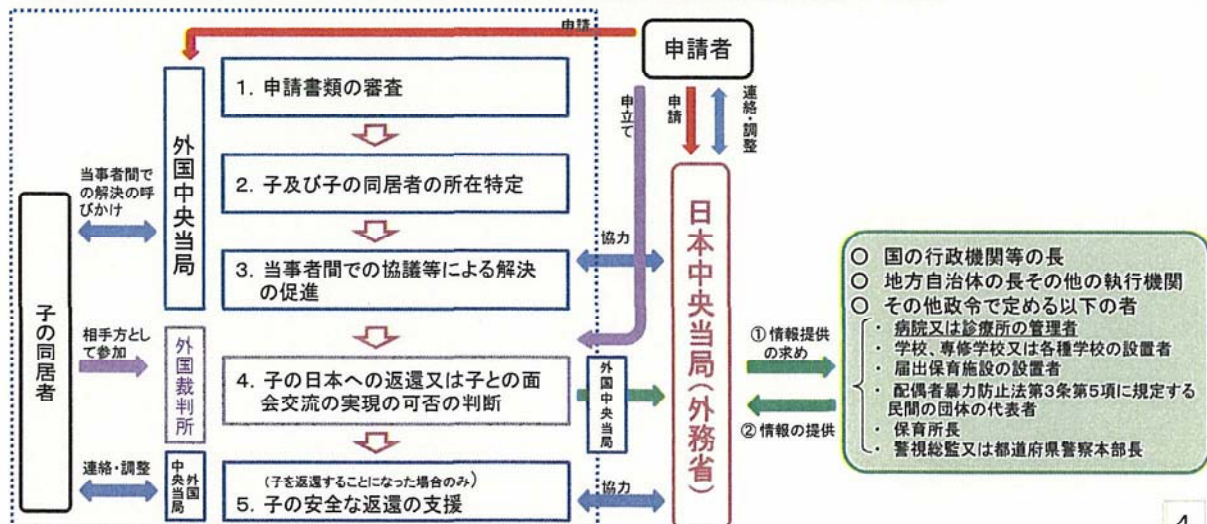 申請
申請者
1. 申請書類の審査
申立て
申請
連絡・調整
外国中央当局
当事者間で
の解決の呼
びかけ
2. 子及び子の同居者の所在特定
協力
3. 当事者間での協議等による解決
の促進
子の同居者
日本中央当局(外務省)
○ 国の行政機関等の長
○ 地方自治体の長その他の執行機関
○ その他政令で定める以下の者
・ 病院又は診療所の管理者
・ 学校、専修学校又は各種学校の設置者
・ 届出保育施設の設置者
・ 配偶者暴力防止法第3条第5項に規定する
民間の団体の代表者
・ 保育所長
・ 警視総監又は都道府県警察本部長
① 情報提供
の求め
② 情報の提供
相手方とし
て参加
外国裁判所
4. 子の日本への返還又は子との面
会交流の実現の可否の判断
外国中央当局
連絡・調整
外国
中央当局
(子を返還することになった場合のみ)
5. 子の安全な返還の支援
協力
4